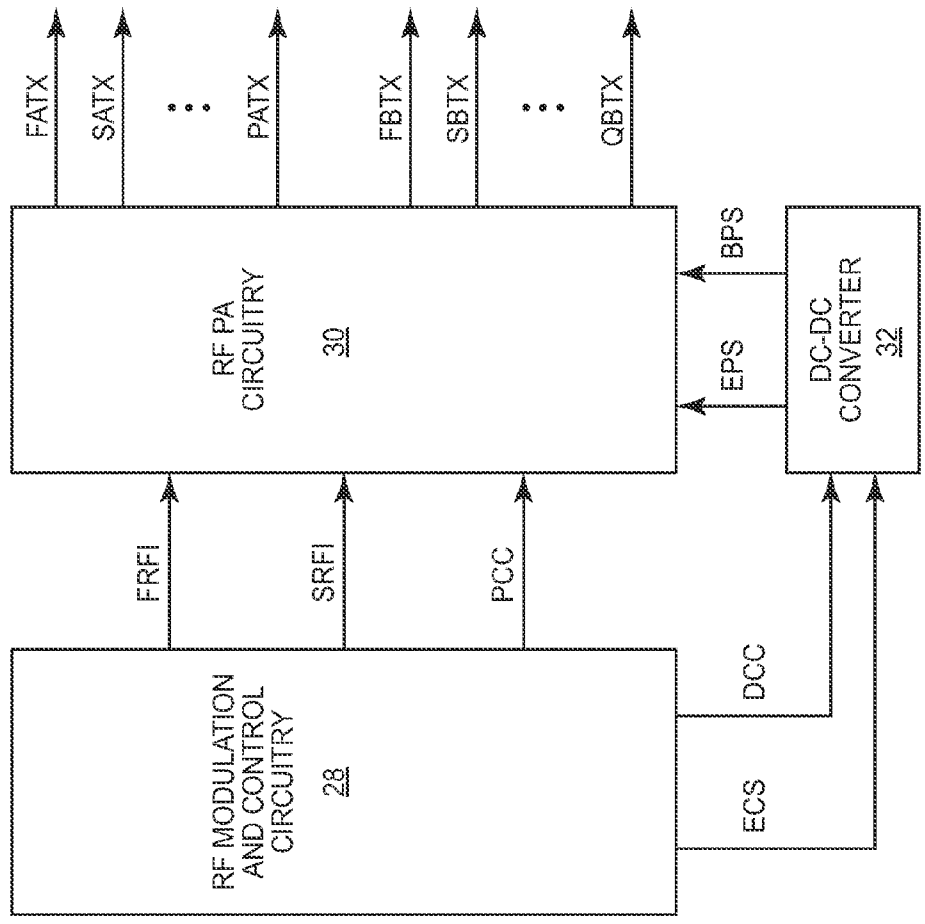 RF MODULATION
AND CONTROL
CIRCUITRY
28
FRFI
SRFI
PCC
RF PA
CIRCUITRY
30
FATX
SATX
PATX
FBTX
SBTX
QBTX
ECS
DCC
EPS
BPS
DC-DC
CONVERTER
32